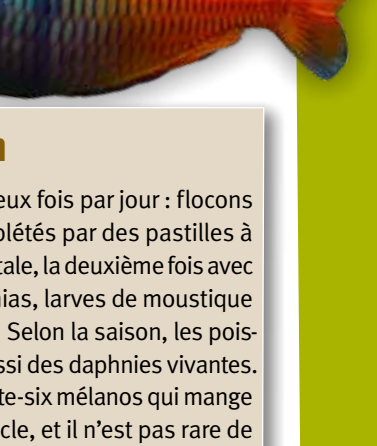 n
eux fois par jour : flocons
plétés par des pastilles à
tale, la deuxième fois avec
nias, larves de moustique
Selon la saison, les pois-
ssi des daphnies vivantes.
te-six mélanos qui mange
cle, et il n'est pas rare de